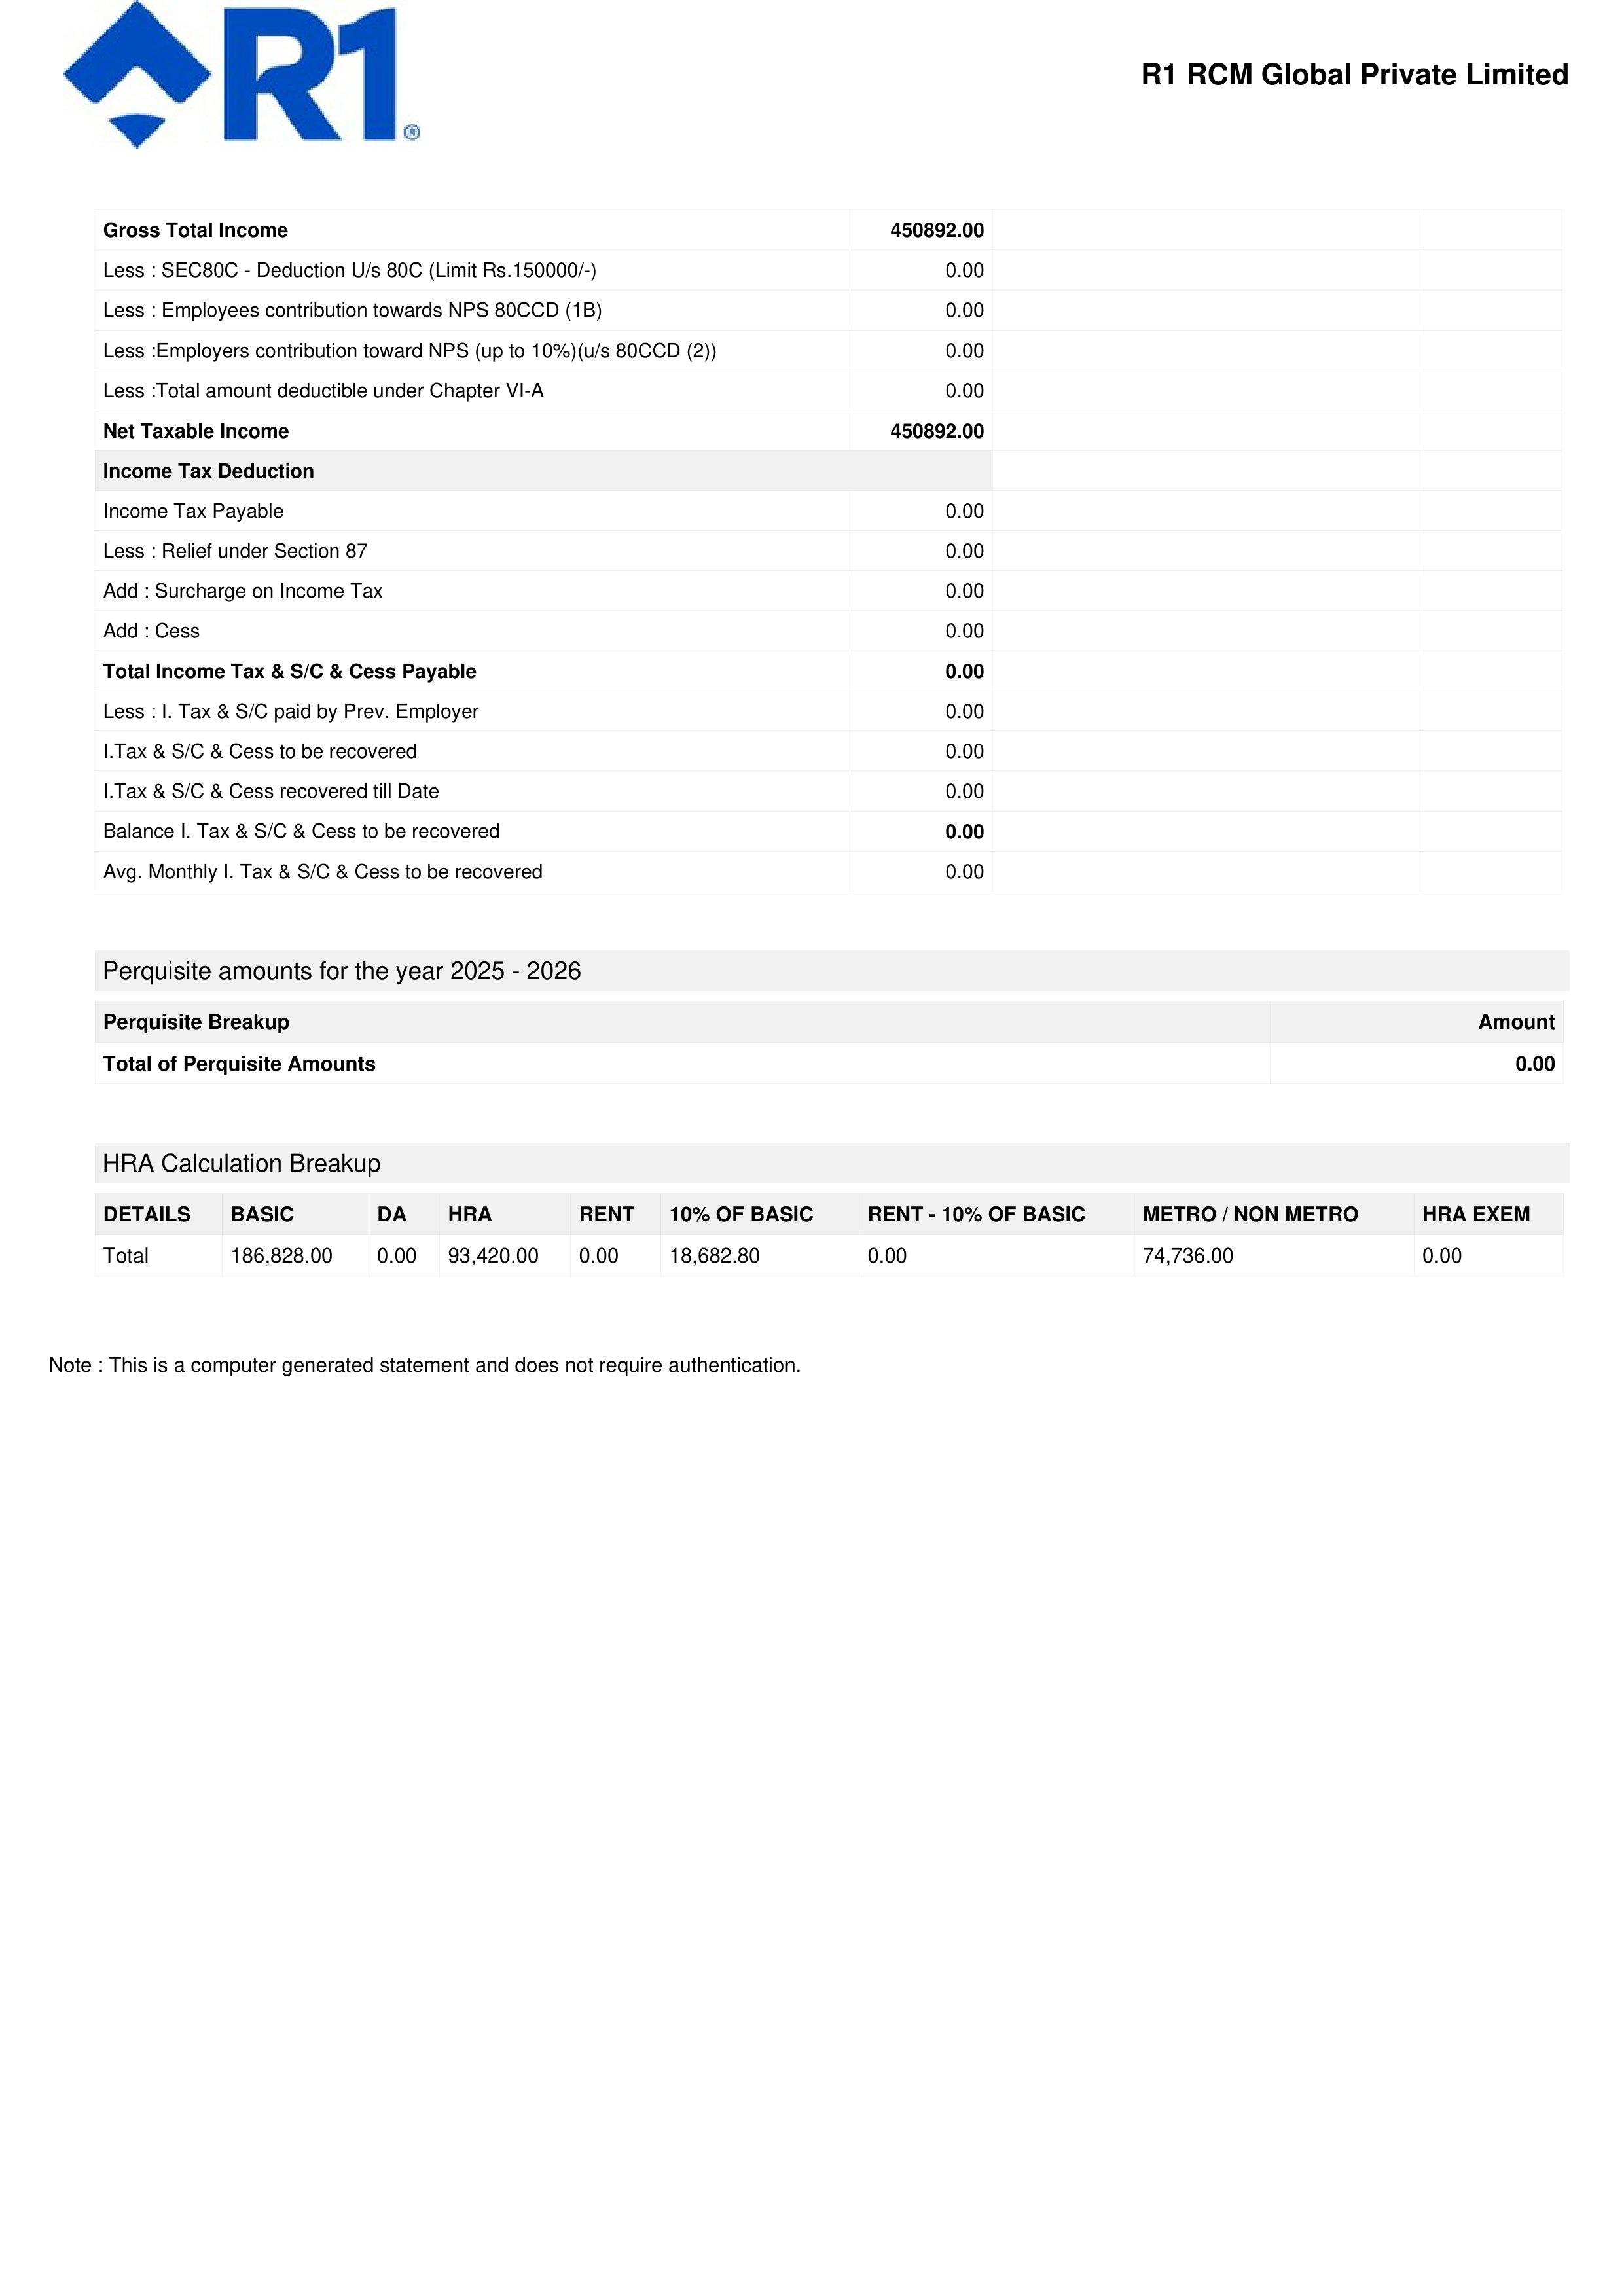 R1®
R1 RCM Global Private Limited
Gross Total Income 450892.00
Less : SEC80C - Deduction U/s 80C (Limit Rs.150000/-) 0.00
Less : Employees contribution towards NPS 80CCD (1B) 0.00
Less :Employers contribution toward NPS (up to 10%)(u/s 80CCD (2)) 0.00
Less :Total amount deductible under Chapter VI-A 0.00
Net Taxable Income 450892.00
Income Tax Deduction
Income Tax Payable 0.00
Less : Relief under Section 87 0.00
Add : Surcharge on Income Tax 0.00
Add : Cess 0.00
Total Income Tax & S/C & Cess Payable 0.00
Less : I. Tax & S/C paid by Prev. Employer 0.00
I.Tax & S/C & Cess to be recovered 0.00
I.Tax & S/C & Cess recovered till Date 0.00
Balance I. Tax & S/C & Cess to be recovered 0.00
Avg. Monthly I. Tax & S/C & Cess to be recovered 0.00
Perquisite amounts for the year 2025 - 2026
Perquisite Breakup Amount
Total of Perquisite Amounts 0.00
HRA Calculation Breakup
DETAILS BASIC DA HRA RENT 10% OF BASIC RENT - 10% OF BASIC METRO / NON METRO HRA EXEM
Total 186,828.00 0.00 93,420.00 0.00 18,682.80 0.00 74,736.00 0.00
Note : This is a computer generated statement and does not require authentication.